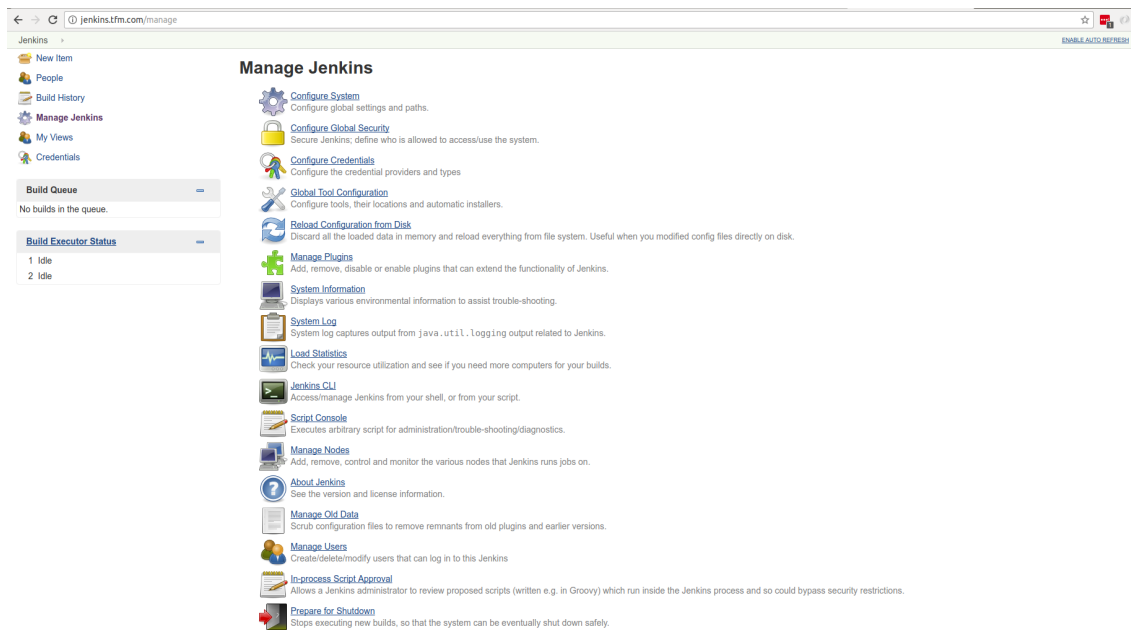 jenkins.tfm.com/manage
1
Jenkins
ENABLE AUTO REFRESH
New Item
People
Build History
Manage Jenkins
My Views
Credentials
Build Queue
No builds in the queue.
Build Executor Status
1 Idle
2 Idle
Manage Jenkins
Configure System
Configure global settings and paths.
Configure Global Security
Secure Jenkins; define who is allowed to access/use the system.
Configure Credentials
Configure the credential providers and types
Global Tool Configuration
Configure tools, their locations and automatic installers.
Reload Configuration from Disk
Discard all the loaded data in memory and reload everything from file system. Useful when you modified config files directly on disk.
Manage Plugins
Add, remove, disable or enable plugins that can extend the functionality of Jenkins.
System Information
Displays various environmental information to assist trouble-shooting.
System Log
System log captures output from java.util.logging output related to Jenkins.
Load Statistics
Check your resource utilization and see if you need more computers for your builds.
Jenkins CLI
Access/manage Jenkins from your shell, or from your script.
Script Console
Executes arbitrary script for administration/trouble-shooting/diagnostics.
Manage Nodes
Add, remove, control and monitor the various nodes that Jenkins runs jobs on.
About Jenkins
See the version and license information.
Manage Old Data
Scrub configuration files to remove remnants from old plugins and earlier versions.
Manage Users
Create/delete/modify users that can log in to this Jenkins
In-process Script Approval
Allows a Jenkins administrator to review proposed scripts (written e.g. in Groovy) which run inside the Jenkins process and so could bypass security restrictions.
Prepare for Shutdown
Stops executing new builds, so that the system can be eventually shut down safely.